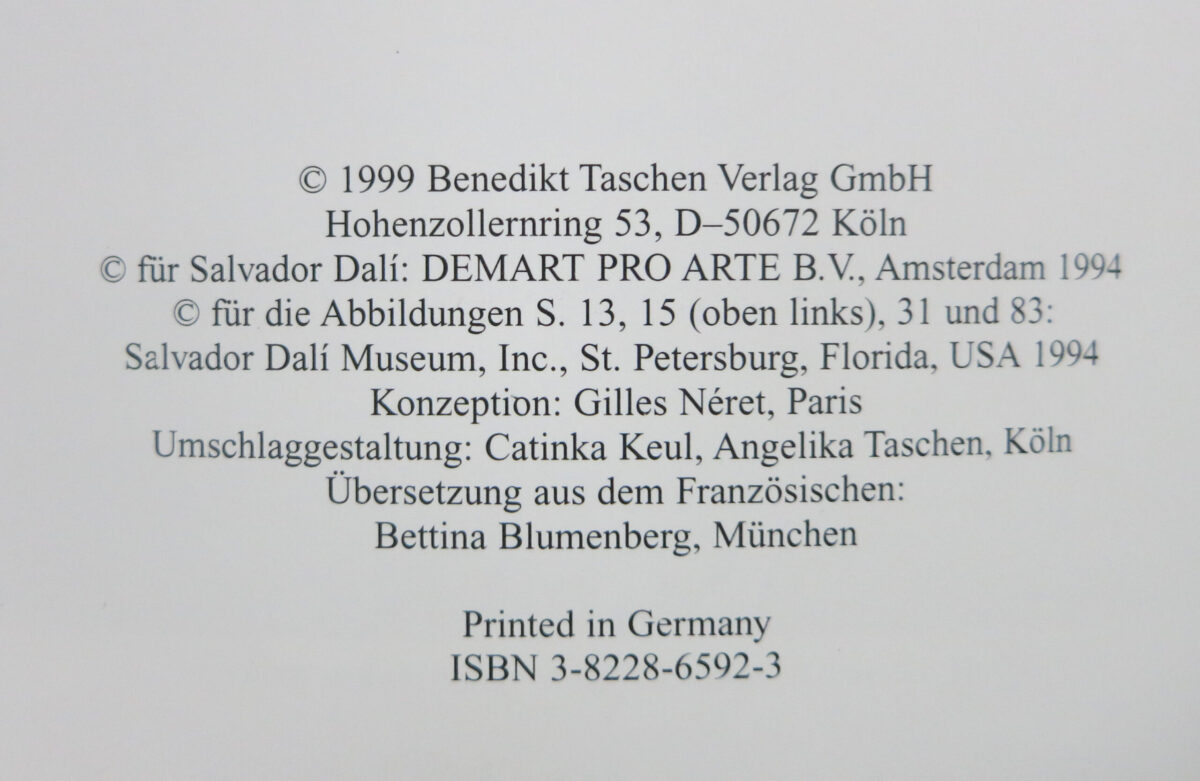 © 1999 Benedikt Taschen Verlag GmbH
Hohenzollernring 53, D–50672 Köln
© für Salvador Dalí: DEMART PRO ARTE B.V., Amsterdam 1994
© für die Abbildungen S. 13, 15 (oben links), 31 und 83:
Salvador Dalí Museum, Inc., St. Petersburg, Florida, USA 1994
Konzeption: Gilles Néret, Paris
Umschlaggestaltung: Catinka Keul, Angelika Taschen, Köln
Übersetzung aus dem Französischen:
Bettina Blumenberg, München
Printed in Germany
ISBN 3-8228-6592-3